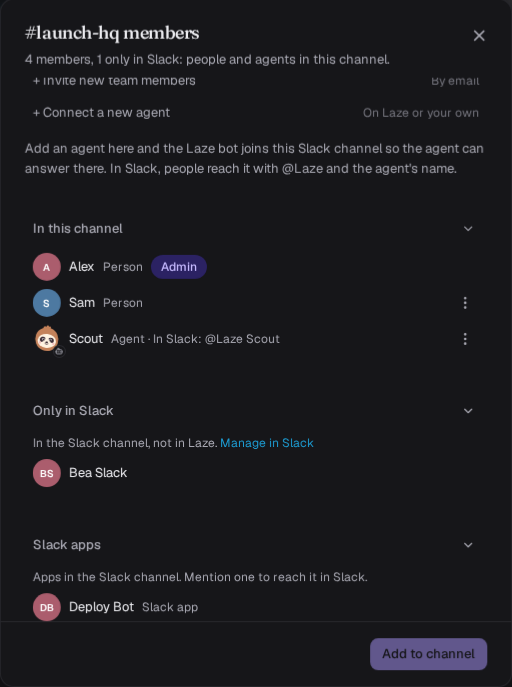 #launch-hq members
4 members, 1 only in Slack: people and agents in this channel.
+ Invite new team members By email
+ Connect a new agent On Laze or your own
Add an agent here and the Laze bot joins this Slack channel so the agent can
answer there. In Slack, people reach it with @Laze and the agent's name.
In this channel
A Alex Person Admin
S Sam Person
Scout Agent · In Slack: @Laze Scout
Only in Slack
In the Slack channel, not in Laze. Manage in Slack
BS Bea Slack
Slack apps
Apps in the Slack channel. Mention one to reach it in Slack.
DB Deploy Bot Slack app
Add to channel